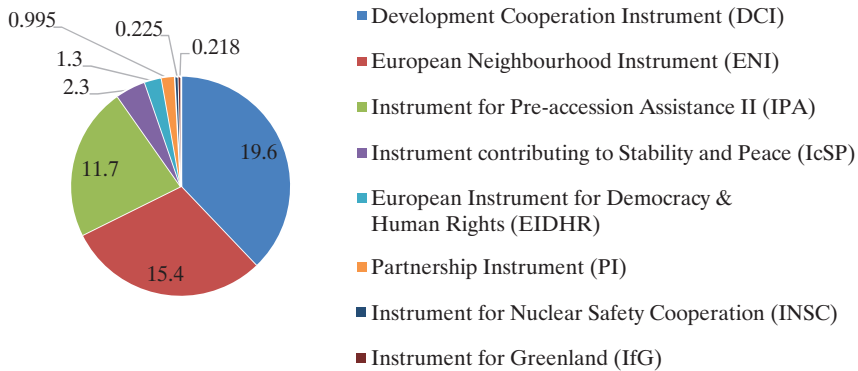 0.995
0.225
0.218
1.3
2.3
19.6
11.7
15.4
Development Cooperation Instrument (DCI)
European Neighbourhood Instrument (ENI)
Instrument for Pre-accession Assistance II (IPA)
Instrument contributing to Stability and Peace (IcSP)
European Instrument for Democracy &
Human Rights (EIDHR)
Partnership Instrument (PI)
Instrument for Nuclear Safety Cooperation (INSC)
Instrument for Greenland (IfG)